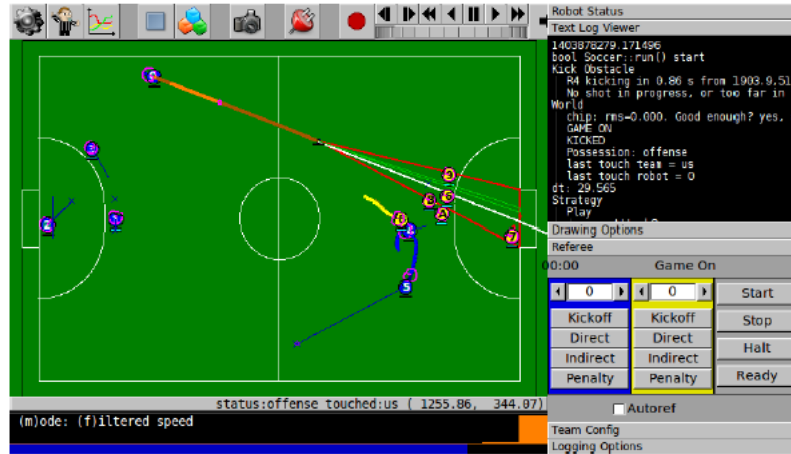 Robot Status
Text Log Viewer
1403878279.171496
bool Soccer::run() start
Kick Obstacle
R4 kicking in 0.86 s from 1903.9,51
No shot in progress, or too far in
World
chip: rms=0.000. Good enough? yes,
GAME ON
KICKED
Possession: offense
last touch team = us
last touch robot = 0
dt: 29.565
Strategy
Play
Drawing Options
Referee
00:00 Game On
0 0 Start
Kickoff Kickoff Stop
Direct Direct
Indirect Indirect Halt
Penalty Penalty Ready
Autoref
status:offense touched:us ( 1255.86, 344.07)
(m)ode: (f)iltered speed
Team Config
Logging Options